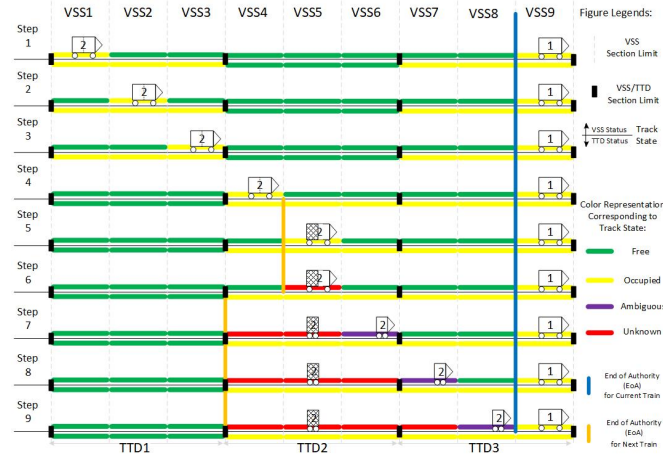 VSS1 VSS2 VSS3 VSS4 VSS5 VSS6 VSS7 VSS8 VSS9
Figure Legends:
Step
1
2
1
VSS
Section Limit
Step
2
2
1
VSS/TTD
Section Limit
Step
3
2
1
VSS Status
TTD Status
Track
State
Step
4
2
1
Color Representation
Corresponding to
Track State:
Step
5
2
1
Free
Step
6
2
1
Occupied
Ambiguous
Step
7
2
2
1
Unknown
Step
8
2
2
1
End of Authority
(EoA)
for Current Train
Step
9
2
2
1
End of Authority
(EoA)
for Next Train
TTD1 TTD2 TTD3